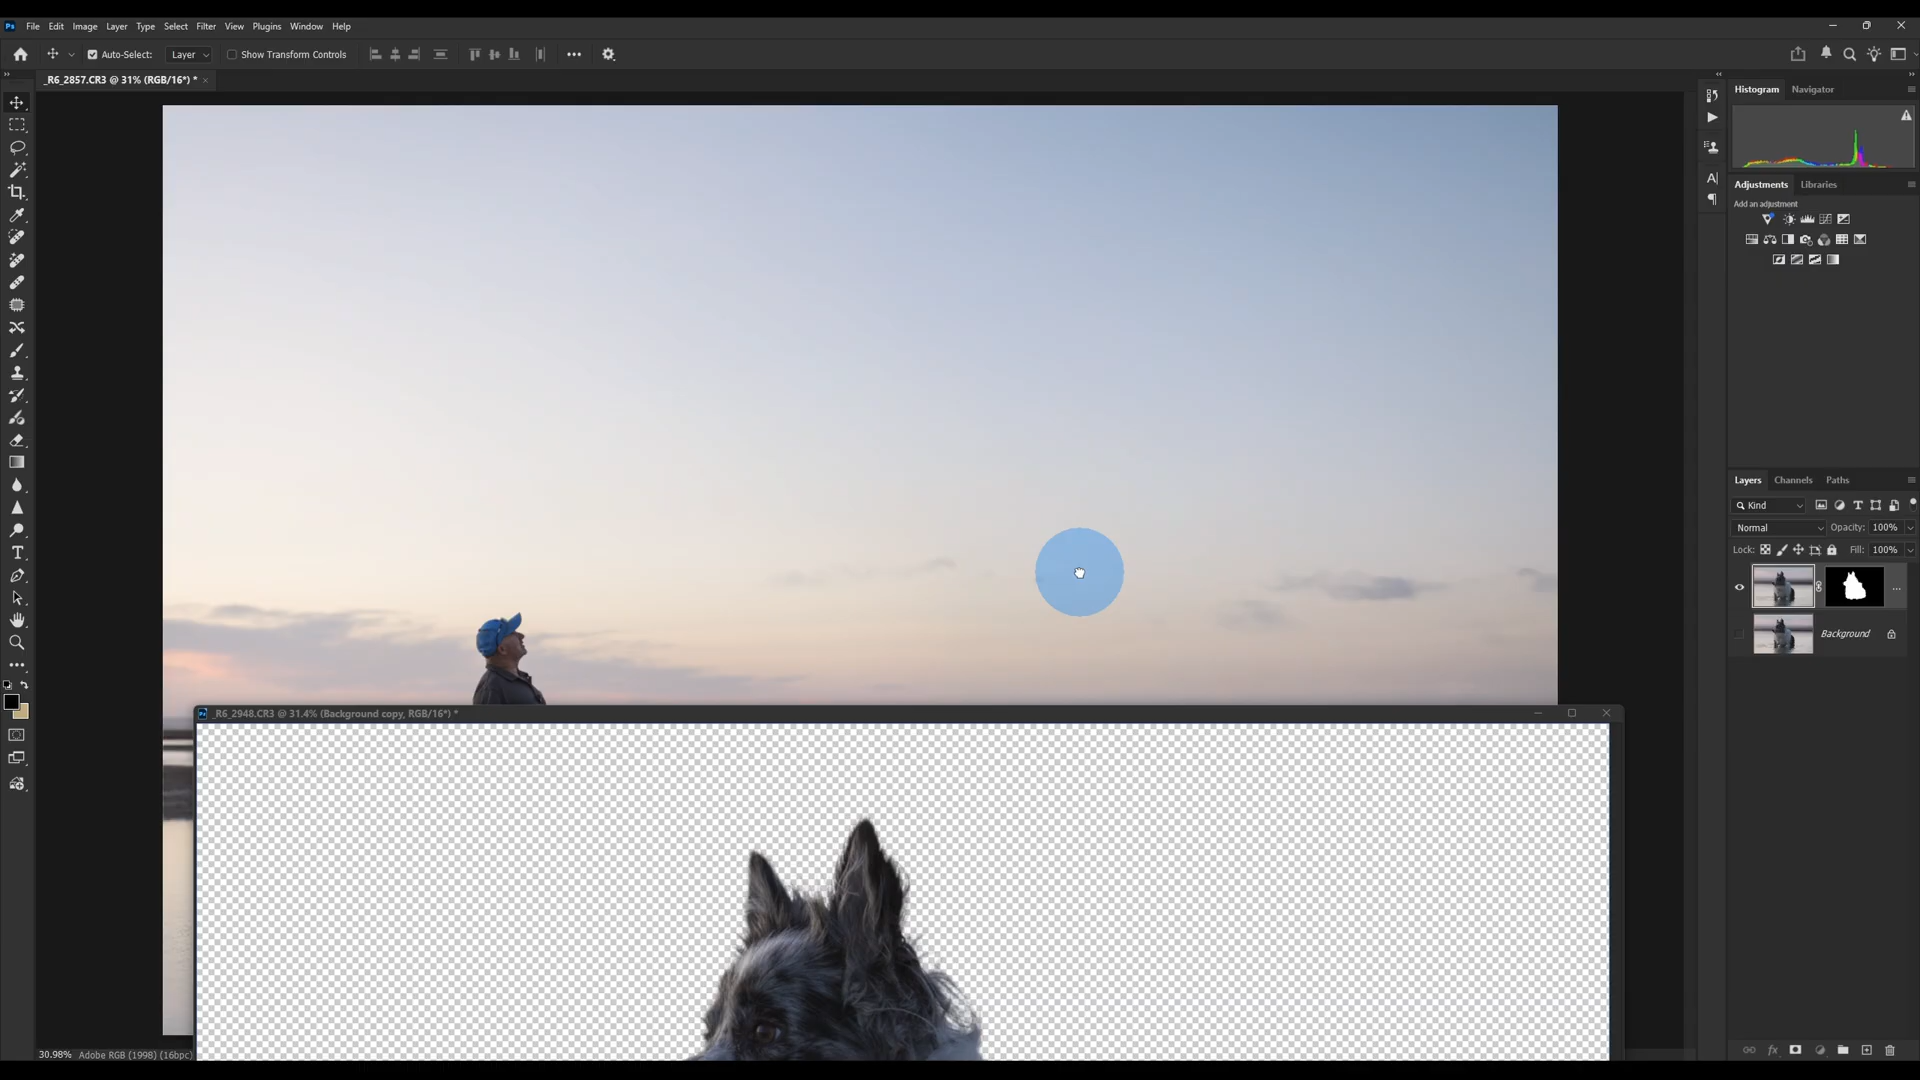 Ps File Edit Image Layer Type Select Filter View Plugins Window Help
Auto-Select: Layer Show Transform Controls
_R6_2857.CR3 @ 31% (RGB/16*) *
Histogram Navigator
Adjustments Libraries
Add an adjustment
Layers Channels Paths
Kind
Normal Opacity: 100%
Lock: Fill: 100%
Background
Ps _R6_2948.CR3 @ 31.4% (Background copy, RGB/16*) *
30.98% Adobe RGB (1998) (16bpc)